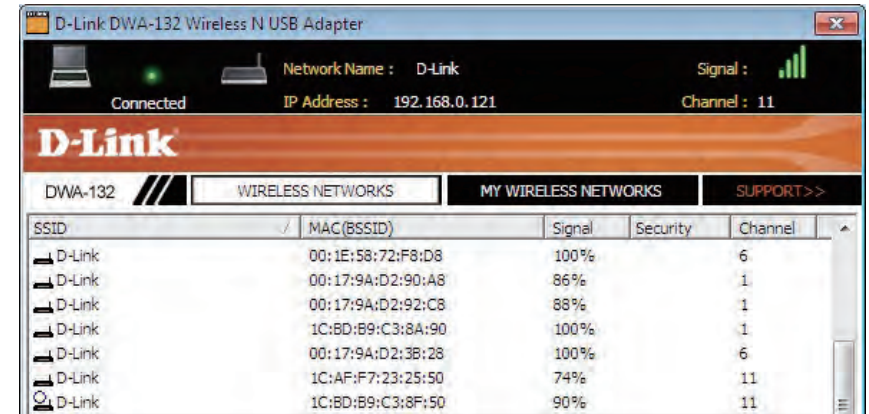 D-Link DWA-132 Wireless N USB Adapter
Network Name : D-Link Signal :
Connected IP Address : 192.168.0.121 Channel : 11
D-Link
DWA-132 WIRELESS NETWORKS MY WIRELESS NETWORKS SUPPORT>>
SSID MAC(BSSID) Signal Security Channel
D-Link 00:1E:58:72:F8:D8 100% 6
D-Link 00:17:9A:D2:90:A8 86% 1
D-Link 00:17:9A:D2:92:C8 88% 1
D-Link 1C:BD:B9:C3:8A:90 100% 1
D-Link 00:17:9A:D2:3B:28 100% 6
D-Link 1C:AF:F7:23:25:50 74% 11
D-Link 1C:BD:B9:C3:8F:50 90% 11